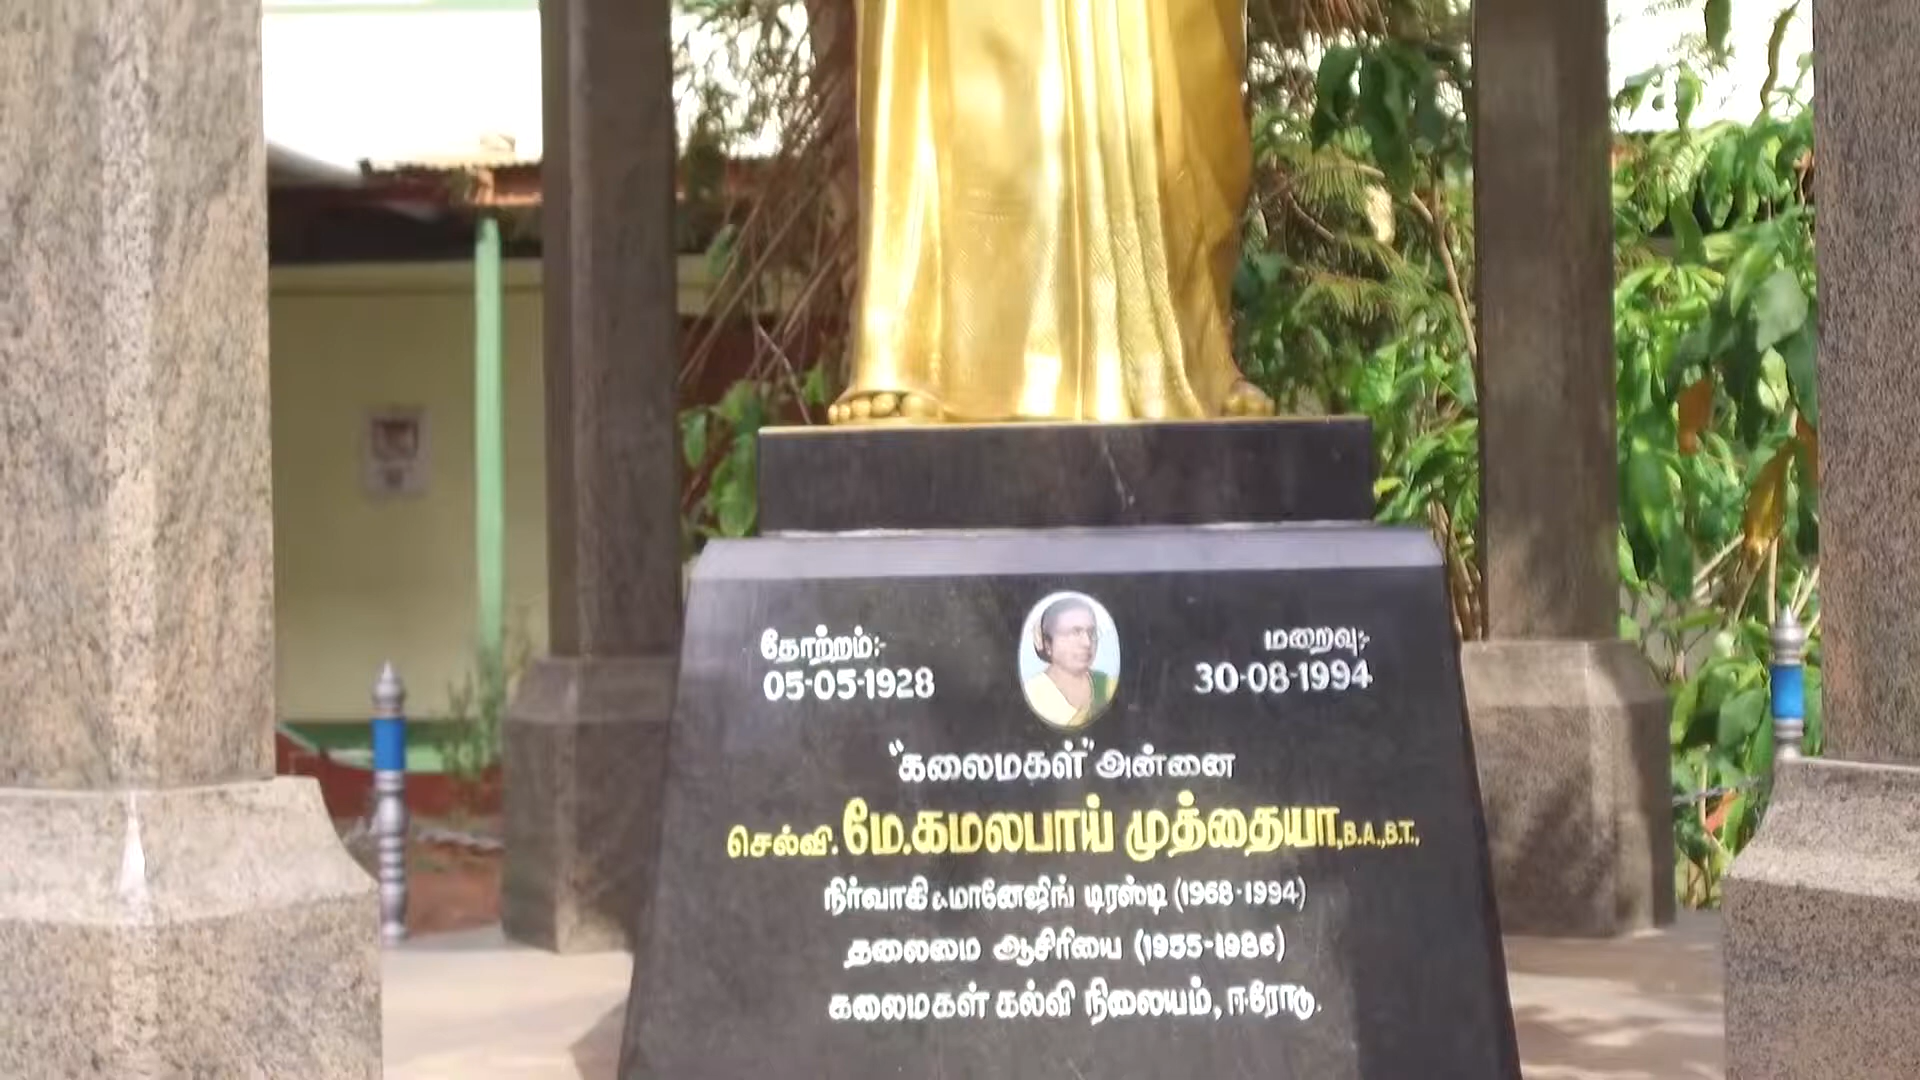 தோற்றம்:-
05-05-1928
மறைவு:-
30-08-1994
"கலைமகள்" அன்னை
செல்வி. மே.கமலபாய் முத்தையா,B.A.,B.T.,
நிர்வாகி & மானேஜிங் டிரஸ்டி (1968-1994)
தலைமை ஆசிரியை (1955-1986)
கலைமகள் கல்வி நிலையம், ஈரோடு.